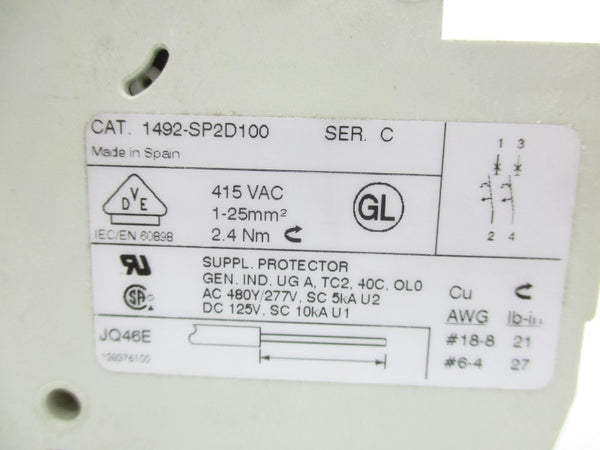 CAT. 1492-SP2D100 SER. C
Made in Spain
1 3
2 4
D V E
IEC/EN 60898
415 VAC
1-25mm²
2.4 Nm
GL
SUPPL. PROTECTOR
GEN. IND. UG A, TC2, 40C. OL0
AC 480Y/277V, SC 5kA U2
DC 125V, SC 10kA U1
SA
JQ46E
Cu
AWG lb-in
#18-8 21
#6-4 27